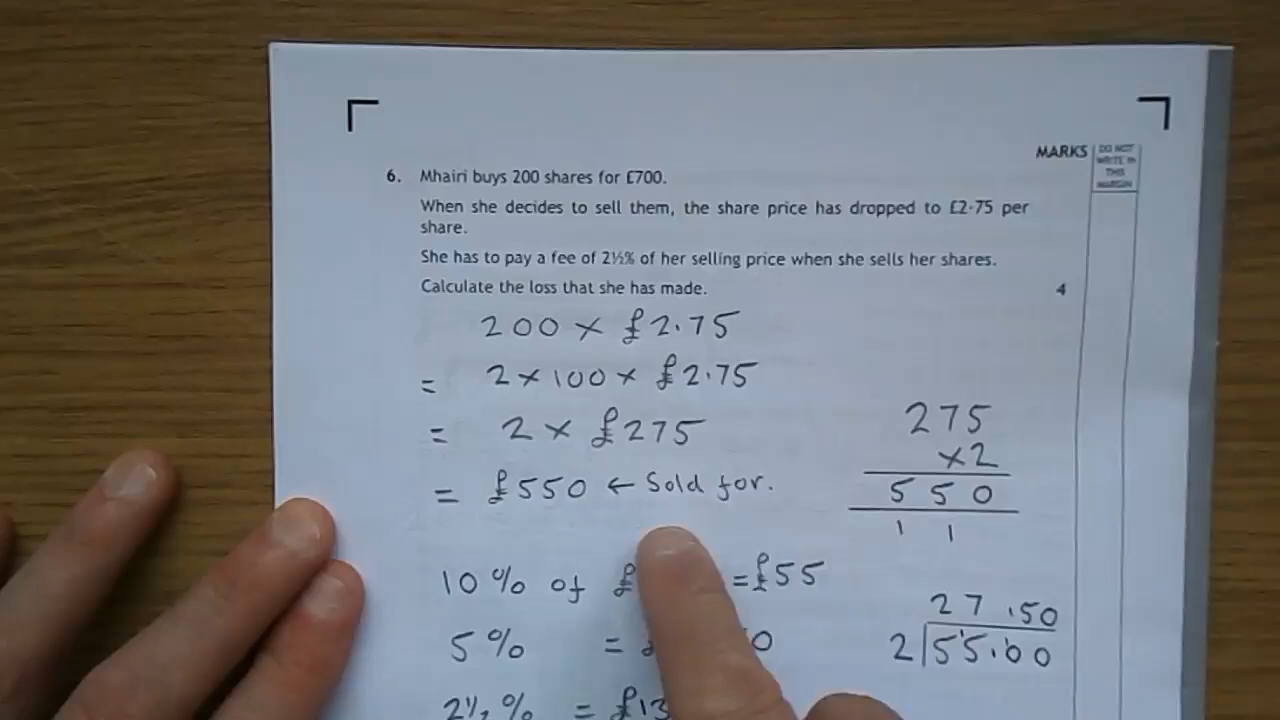 MARKS
DO NOT
WRITE IN
THIS
MARGIN
6. Mhairi buys 200 shares for £700.
When she decides to sell them, the share price has dropped to £2·75 per
share.
She has to pay a fee of 2½% of her selling price when she sells her shares.
Calculate the loss that she has made. 4
200 × £2.75
= 2 × 100 × £2.75
= 2 × £275
= £550 ← Sold for.
275
×2
550
1 1
10% of £ = £55
5% = 0
2½% = £13
27.50
2 55.00